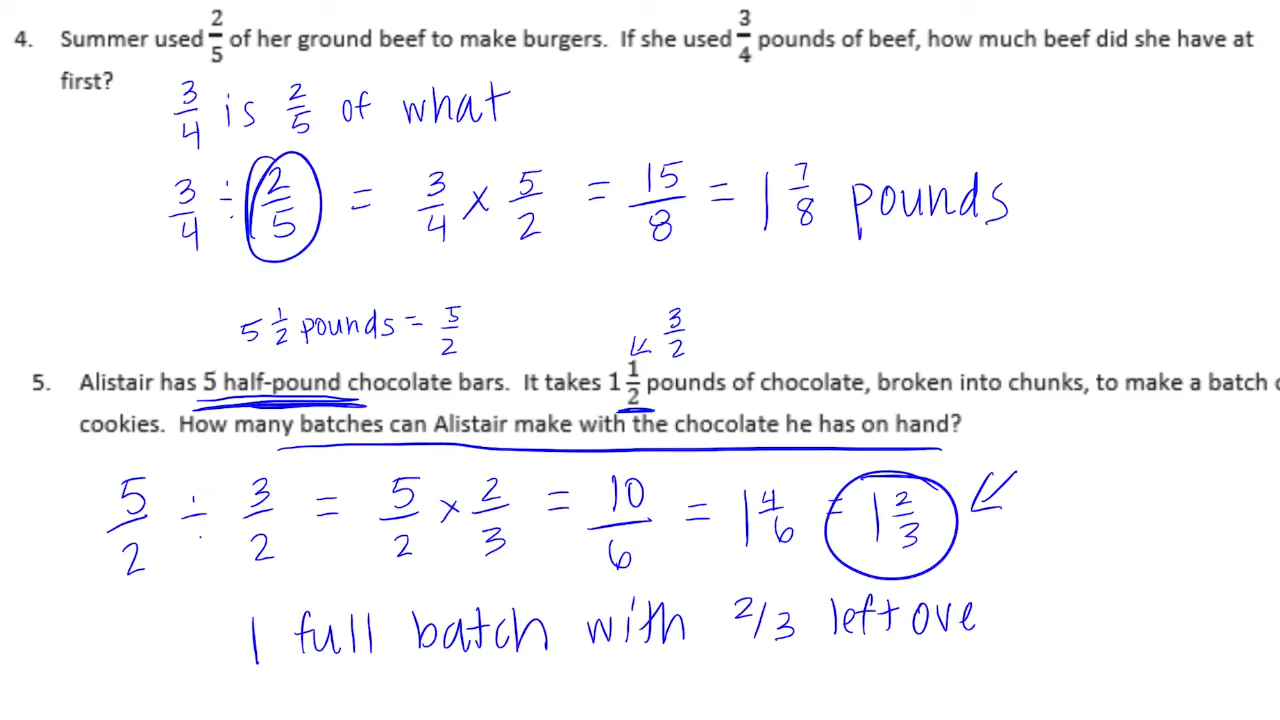 4. Summer used 2/5 of her ground beef to make burgers. If she used 3/4 pounds of beef, how much beef did she have at
first?
3/4 is 2/5 of what
3/4 ÷ 2/5 = 3/4 × 5/2 = 15/8 = 1 7/8 pounds
5 1/2 pounds = 5/2
3/2
5. Alistair has 5 half-pound chocolate bars. It takes 1 1/2 pounds of chocolate, broken into chunks, to make a batch o
cookies. How many batches can Alistair make with the chocolate he has on hand?
5/2 ÷ 3/2 = 5/2 × 2/3 = 10/6 = 1 4/6 = 1 2/3
1 full batch with 2/3 left ove